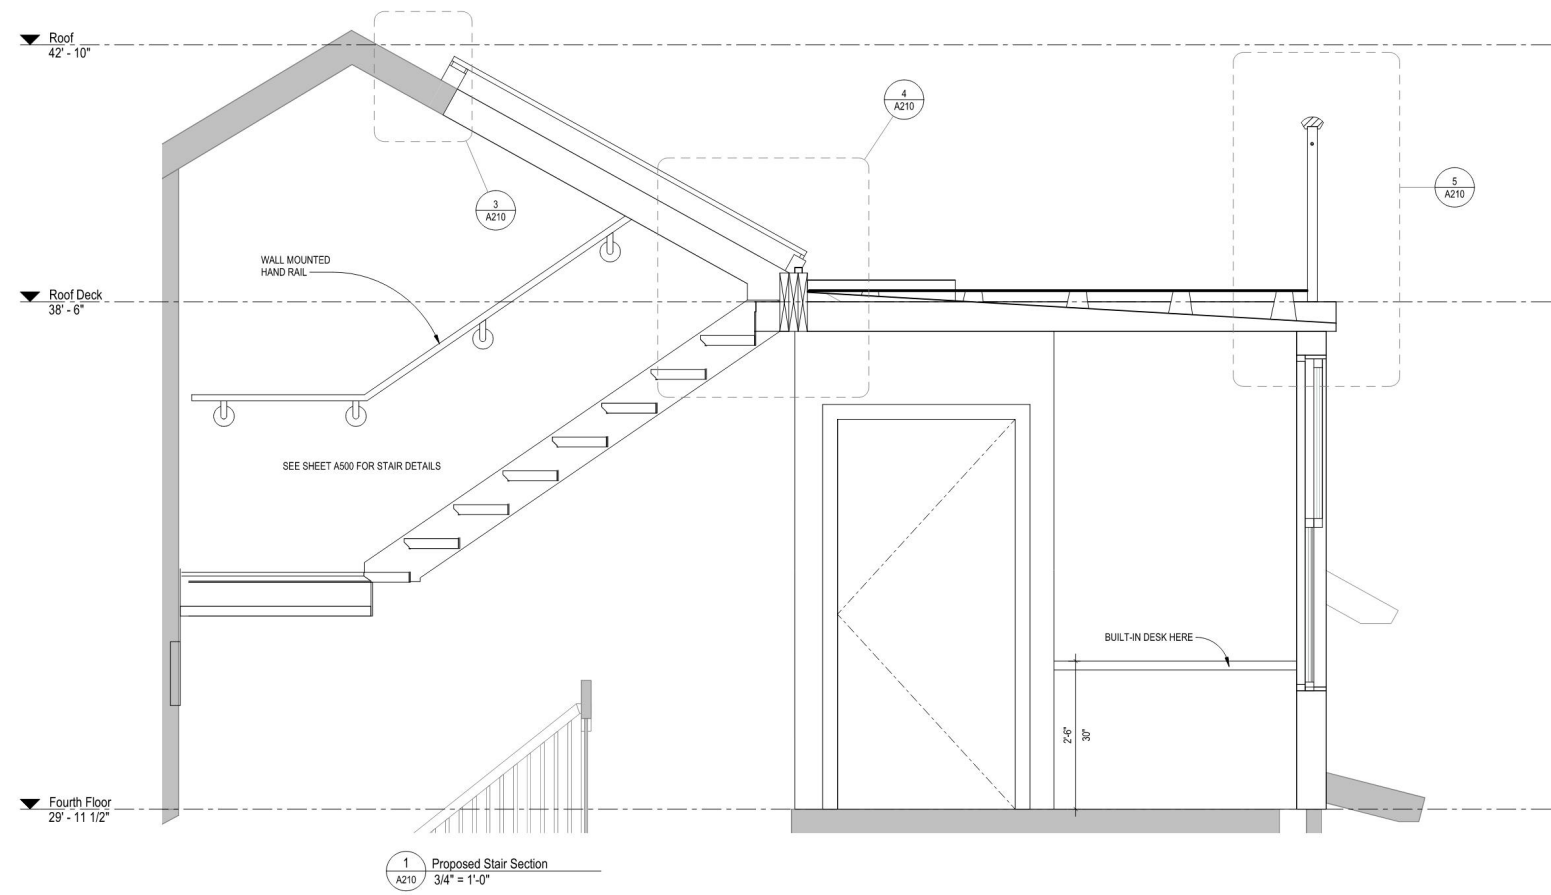 Roof
42' - 10"
4
A210
5
A210
3
A210
WALL MOUNTED
HAND RAIL
Roof Deck
38' - 6"
SEE SHEET A500 FOR STAIR DETAILS
BUILT-IN DESK HERE
2'-6"
30"
Fourth Floor
29' - 11 1/2"
1
A210
Proposed Stair Section
3/4" = 1'-0"